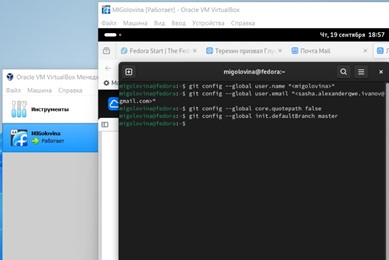 MIGolovina [Работает] - Oracle VM VirtualBox
Файл Машина Вид Ввод Устройства Справка
Чт, 19 сентября 18:57
Fedora Start | The Fed
Терехин призвал Глу
Почта Mail
Oracle VM VirtualBox Менед
Файл Машина Справка
Инструменты
MIGolovina
Работает
migolovina@fedora:~
migolovina@fedora:~$ git config --global user.name "<migolovina>"
migolovina@fedora:~$ git config --global user.email "<sasha.alexanderqwe.ivanov@
gmail.com>"
migolovina@fedora:~$ git config --global core.quotepath false
migolovina@fedora:~$ git config --global init.defaultBranch master
migolovina@fedora:~$